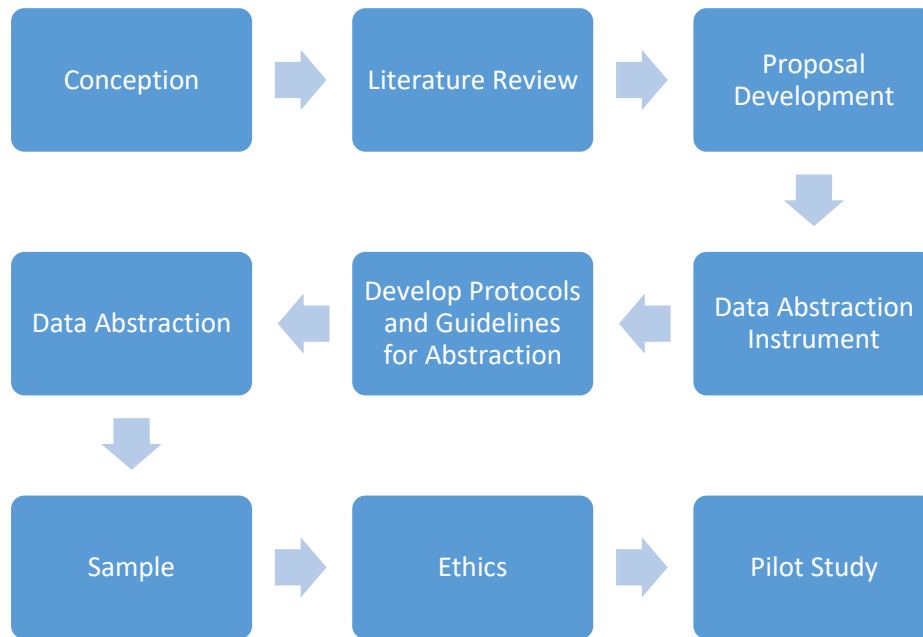 Conception
Literature Review
Proposal
Development
Data Abstraction
Instrument
Develop Protocols
and Guidelines
for Abstraction
Data Abstraction
Sample
Ethics
Pilot Study